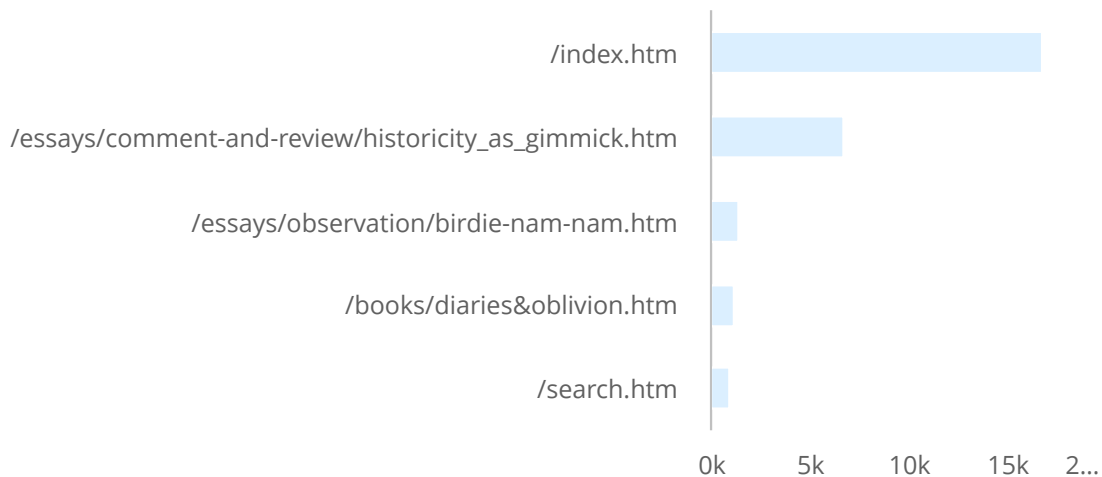 /index.htm
/essays/comment-and-review/historicity_as_gimmick.htm
/essays/observation/birdie-nam-nam.htm
/books/diaries&oblivion.htm
/search.htm
0k 5k 10k 15k 2...